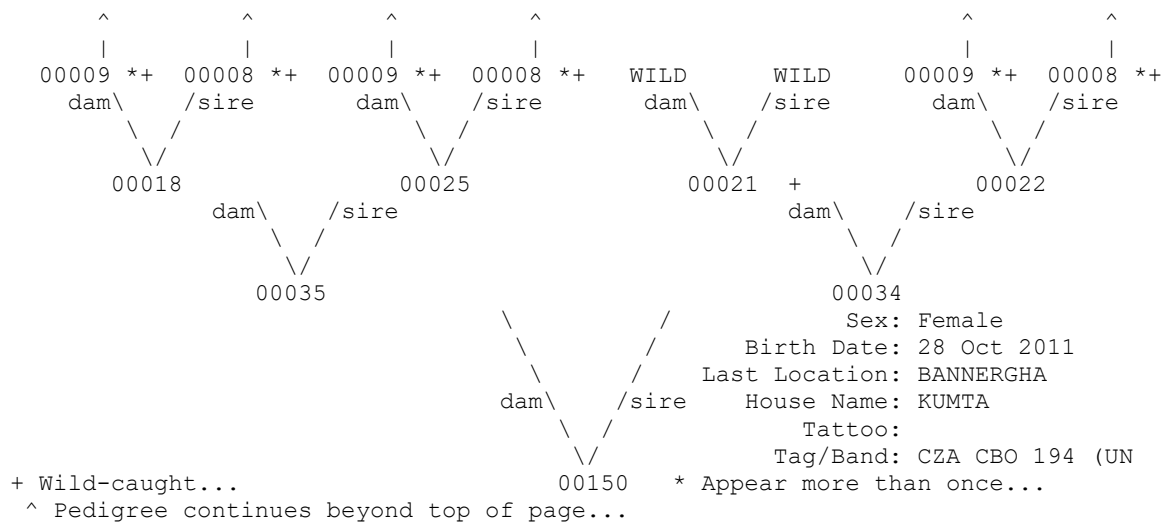 ^ ^ ^ ^ ^ ^
| | | | | |
00009 *+ 00008 *+ 00009 *+ 00008 *+ WILD WILD 00009 *+ 00008 *+
dam\ /sire dam\ /sire dam\ /sire dam\ /sire
\ / \ / \ / \ /
\/ \/ \/ \/
00018 00025 00021 + 00022
dam\ /sire dam\ /sire
\ / \ /
\/ \/
00035 00034
\ / Sex: Female
\ / Birth Date: 28 Oct 2011
\ / Last Location: BANNERGHA
dam\ /sire House Name: KUMTA
\ / Tattoo:
\/ Tag/Band: CZA CBO 194 (UN
+ Wild-caught... 00150 * Appear more than once...
^ Pedigree continues beyond top of page...